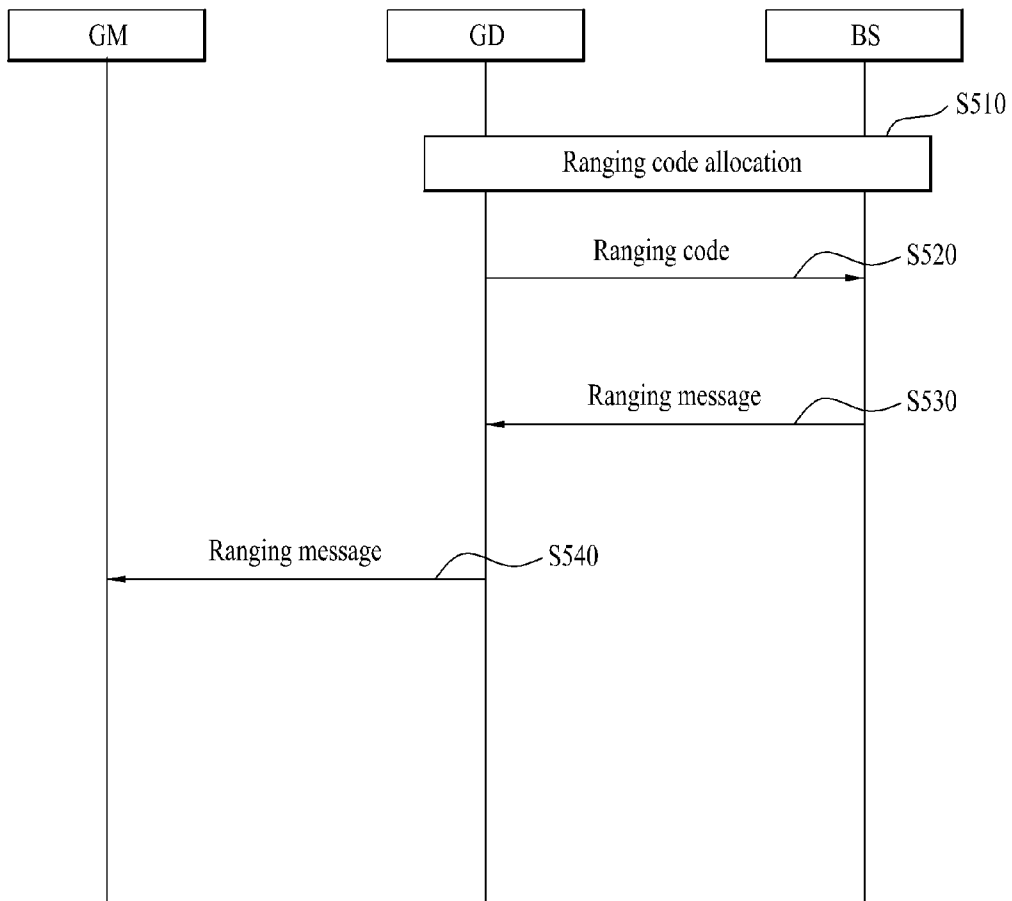 GM
GD
BS
S510
Ranging code allocation
Ranging code
S520
Ranging message
S530
Ranging message
S540